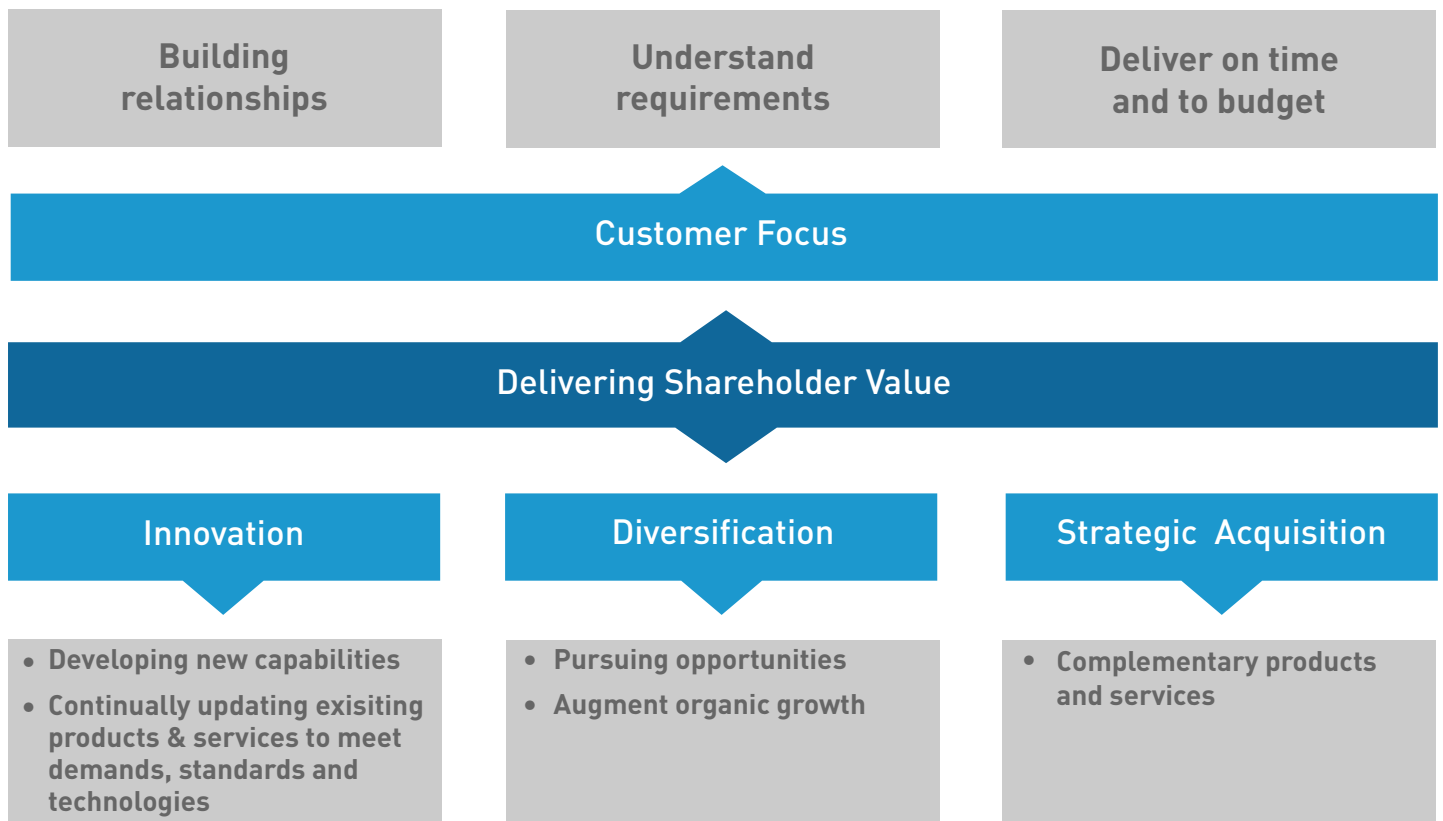 Building
relationships
Understand
requirements
Deliver on time
and to budget
Customer Focus
Delivering Shareholder Value
Innovation
Diversification
Strategic Acquisition
• Developing new capabilities
• Continually updating exisiting
products & services to meet
demands, standards and
technologies
• Pursuing opportunities
• Augment organic growth
• Complementary products
and services